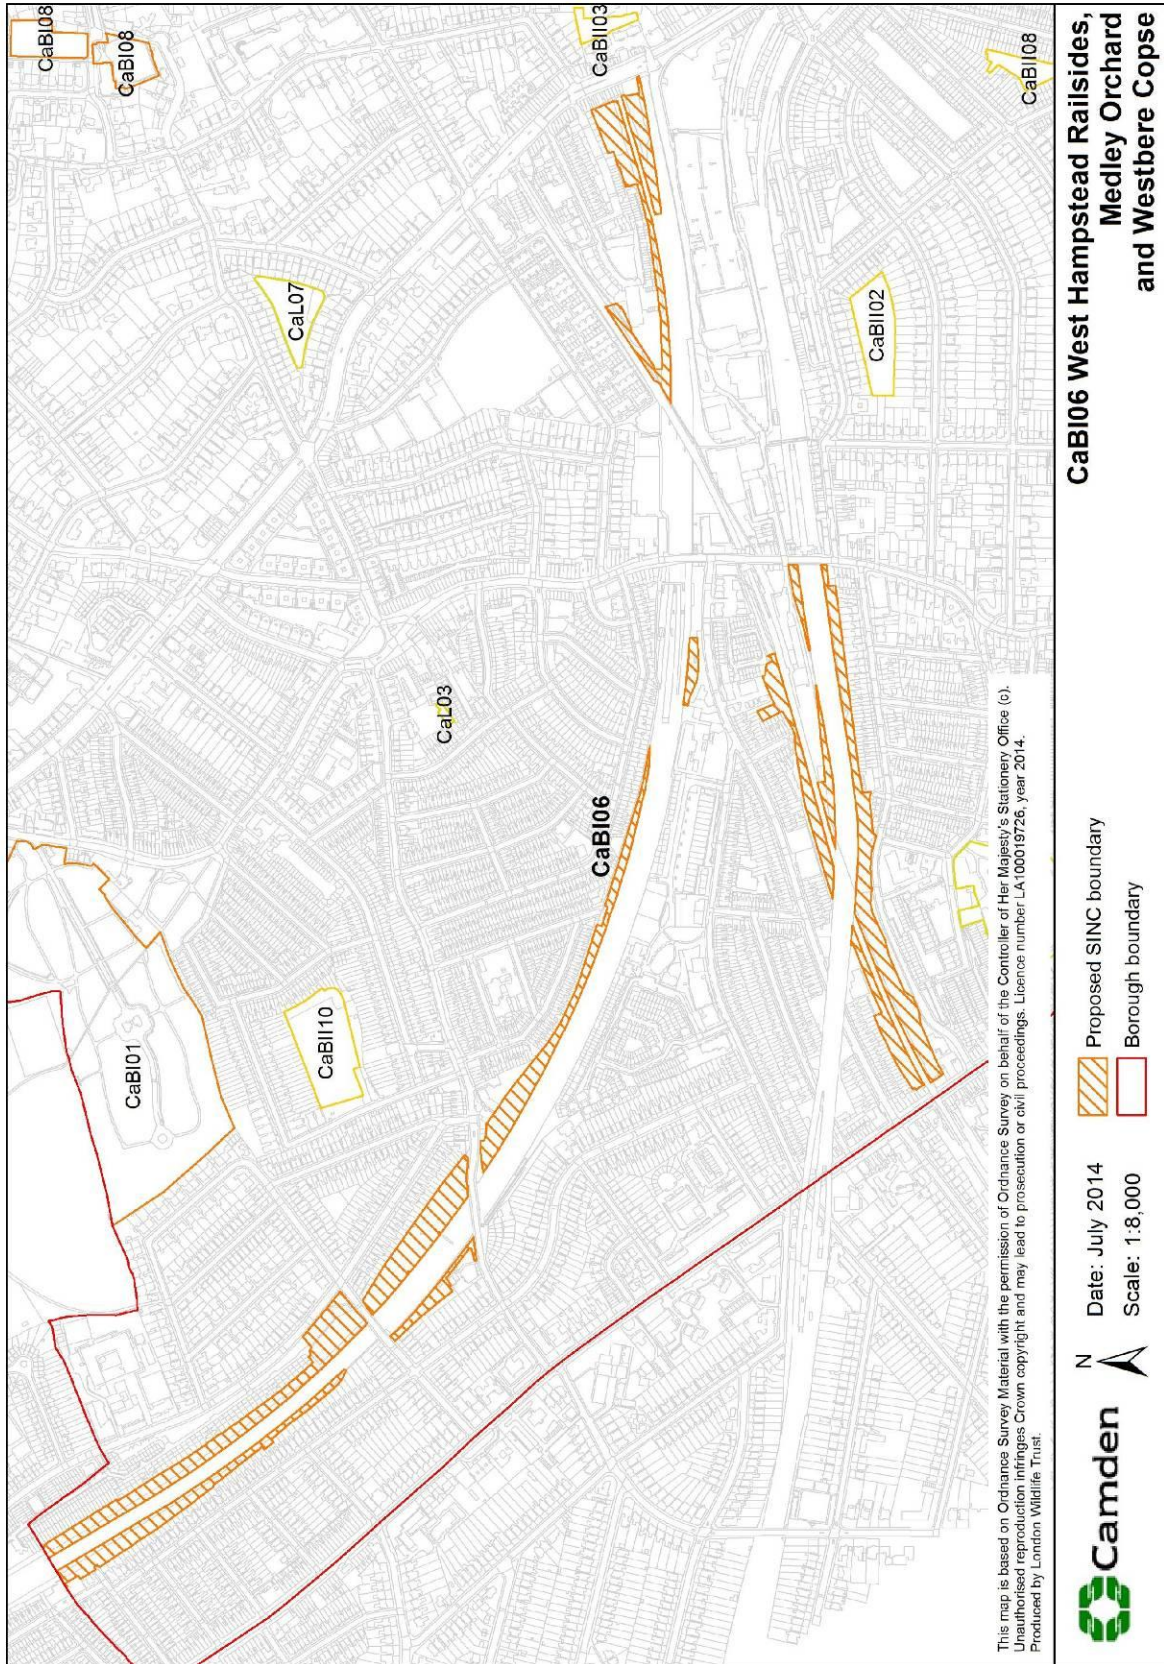 CaBI08
CaBI08
CaBII03
CaBII08
CaL07
CaBII02
CaL03
CaBI06
CaBI01
CaBII10
This map is based on Ordnance Survey Material with the permission of Ordnance Survey on behalf of the Controller of Her Majesty's Stationery Office (c).
Unauthorised reproduction infringes Crown copyright and may lead to prosecution or civil proceedings. Licence number LA100019726, year 2014.
Produced by London Wildlife Trust.
Camden
N
Date: July 2014
Scale: 1:8,000
Proposed SINC boundary
Borough boundary
CaBI06 West Hampstead Railsides,
Medley Orchard
and Westbere Copse